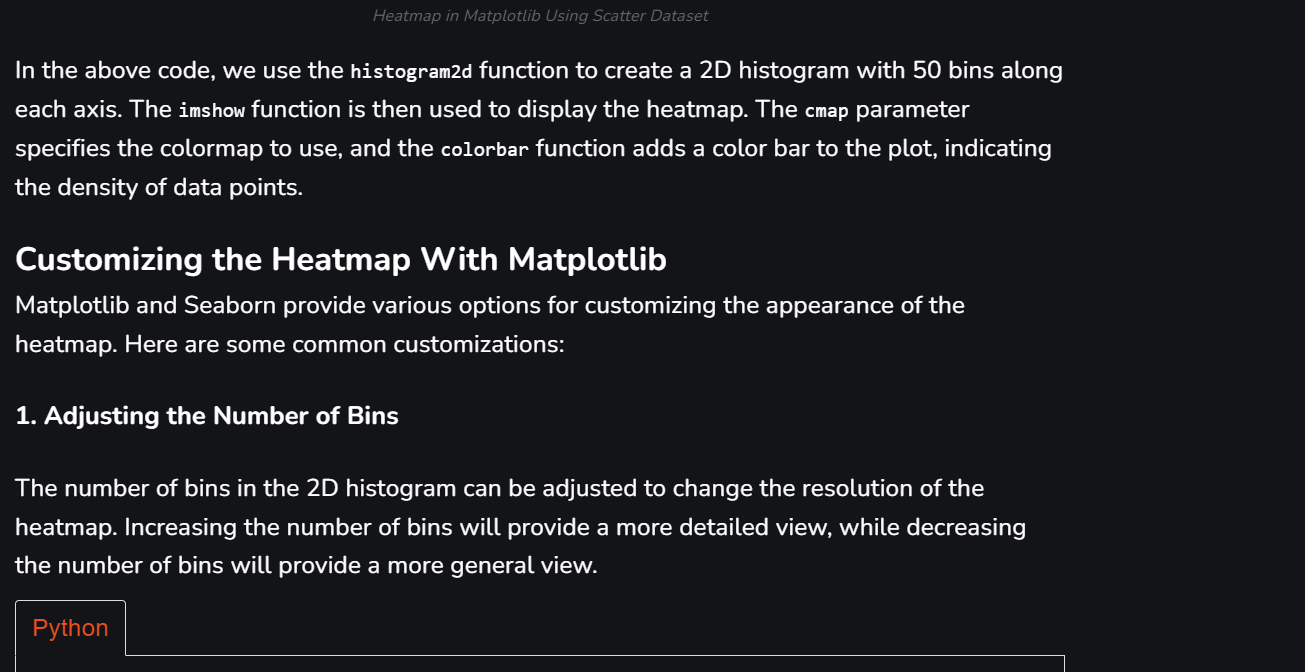 Heatmap in Matplotlib Using Scatter Dataset
In the above code, we use the histogram2d function to create a 2D histogram with 50 bins along
each axis. The imshow function is then used to display the heatmap. The cmap parameter
specifies the colormap to use, and the colorbar function adds a color bar to the plot, indicating
the density of data points.
Customizing the Heatmap With Matplotlib
Matplotlib and Seaborn provide various options for customizing the appearance of the
heatmap. Here are some common customizations:
1. Adjusting the Number of Bins
The number of bins in the 2D histogram can be adjusted to change the resolution of the
heatmap. Increasing the number of bins will provide a more detailed view, while decreasing
the number of bins will provide a more general view.
Python